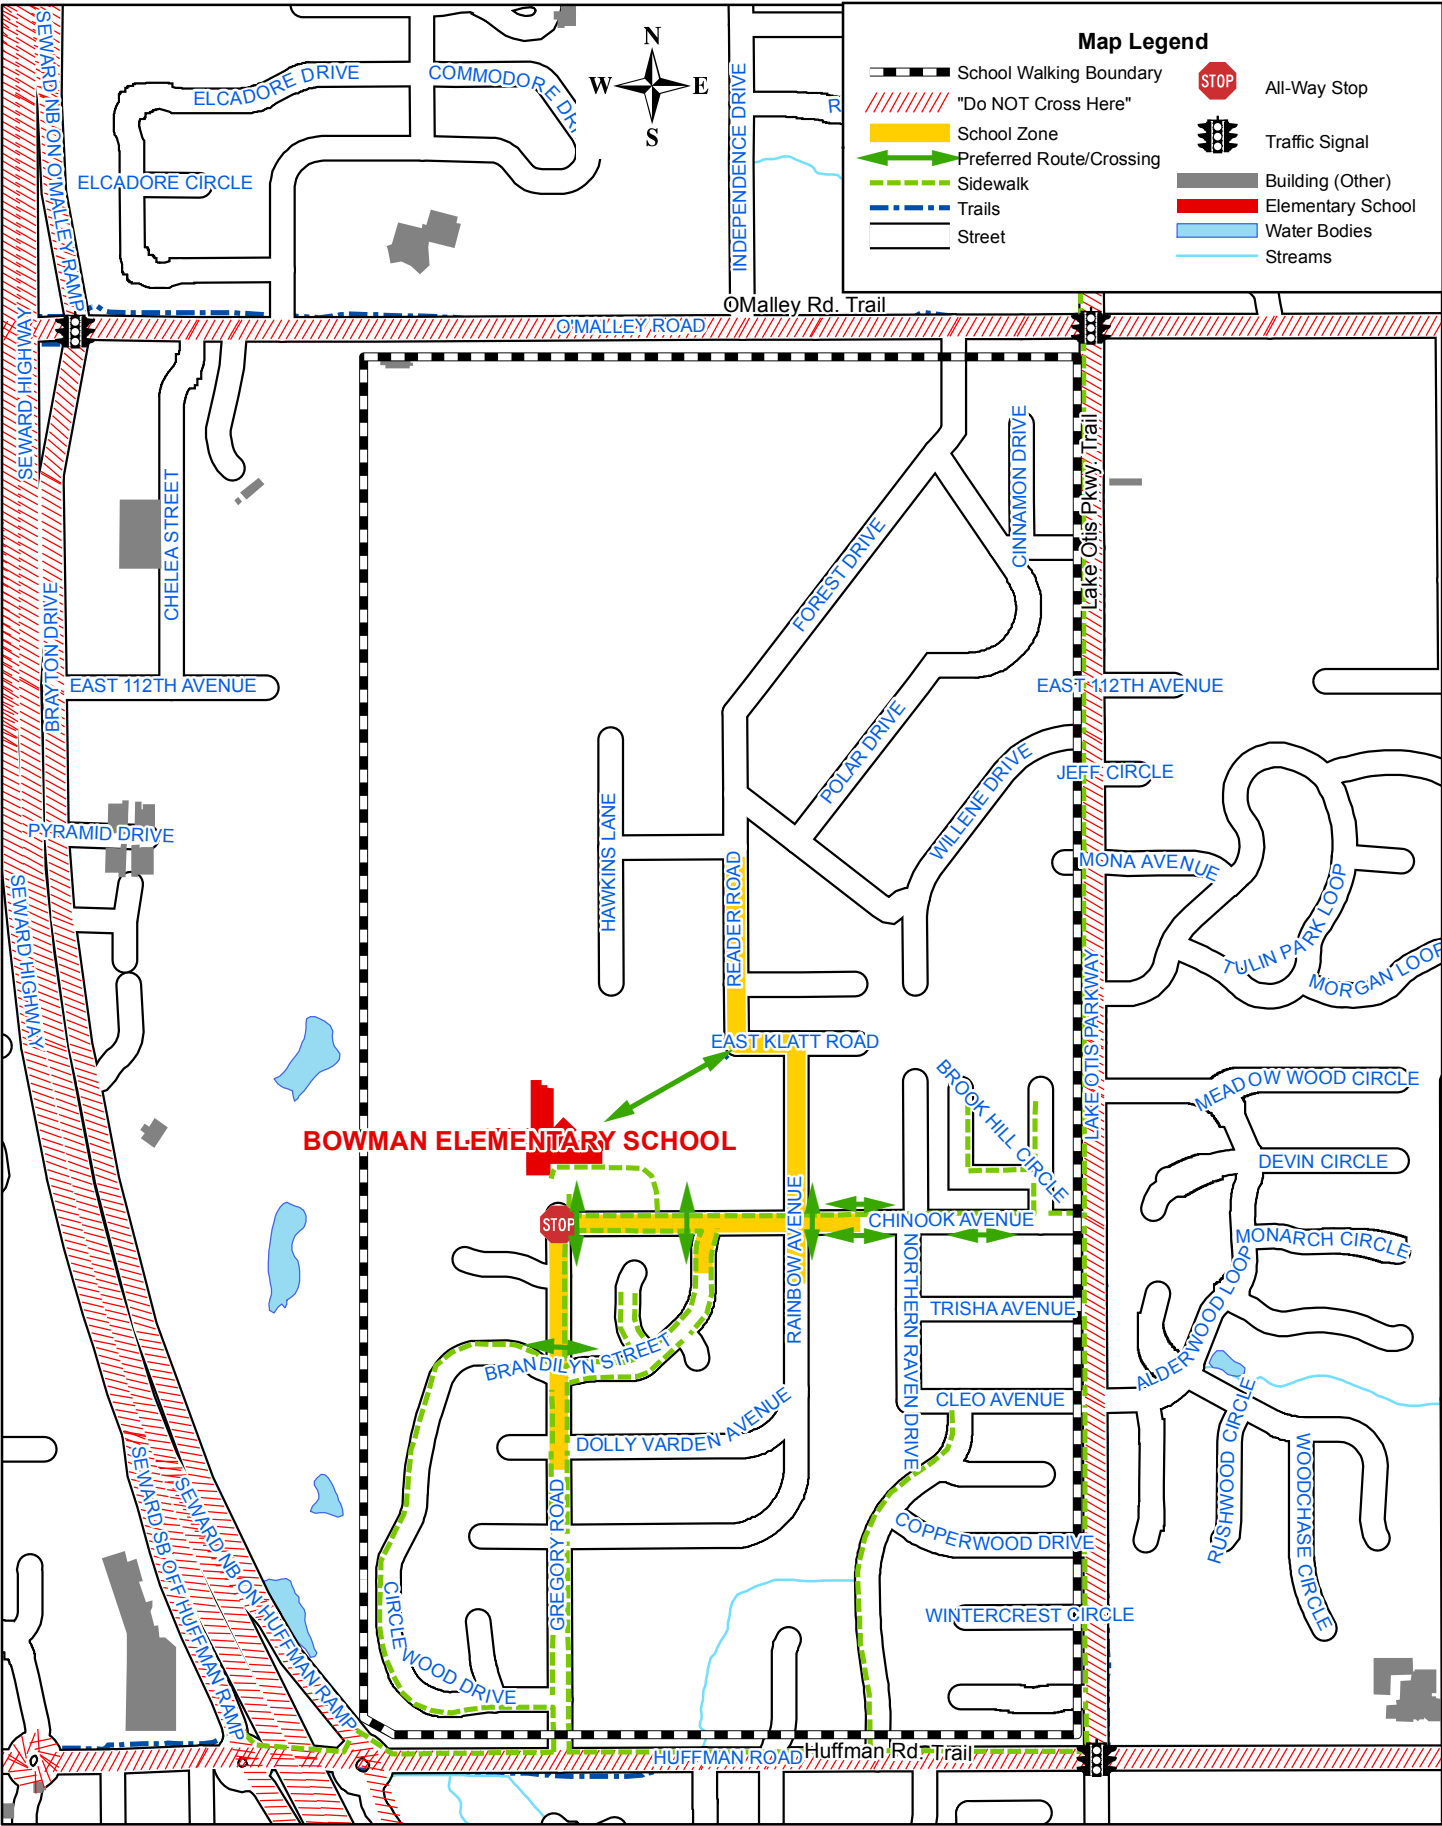 Map Legend
School Walking Boundary
"Do NOT Cross Here"
School Zone
Preferred Route/Crossing
Sidewalk
Trails
Street
STOP
All-Way Stop
Traffic Signal
Building (Other)
Elementary School
Water Bodies
Streams
N
W
E
S
SEWARD NB ON O'MALLEY RAMP
ELCADORE DRIVE
COMMODORE DR
INDEPENDENCE DRIVE
R
ELCADORE CIRCLE
OMalley Rd. Trail
O'MALLEY ROAD
SEWARD HIGHWAY
CHELEA STREET
CINNAMON DRIVE
Lake Otis Pkwy. Trail
FOREST DRIVE
BRAYTON DRIVE
EAST 112TH AVENUE
EAST 112TH AVENUE
POLAR DRIVE
WILLENE DRIVE
JEFF CIRCLE
PYRAMID DRIVE
HAWKINS LANE
READER ROAD
MONA AVENUE
TULIN PARK LOOP
MORGAN LOOP
SEWARD HIGHWAY
LAKE OTIS PARKWAY
EAST KLATT ROAD
BROOK HILL CIRCLE
MEADOW WOOD CIRCLE
BOWMAN ELEMENTARY SCHOOL
DEVIN CIRCLE
STOP
RAINBOW AVENUE
CHINOOK AVENUE
MONARCH CIRCLE
NORTHERN RAVEN DRIVE
TRISHA AVENUE
ALDERWOOD LOOP
BRANDILYN STREET
CLEO AVENUE
DOLLY VARDEN AVENUE
RUSHWOOD CIRCLE
WOODCHASE CIRCLE
SEWARD SB OFF HUFFMAN RAMP
SEWARD NB ON HUFFMAN RAMP
GREGORY ROAD
COPPERWOOD DRIVE
CIRCLEWOOD DRIVE
WINTERCREST CIRCLE
HUFFMAN ROAD
Huffman Rd. Trail